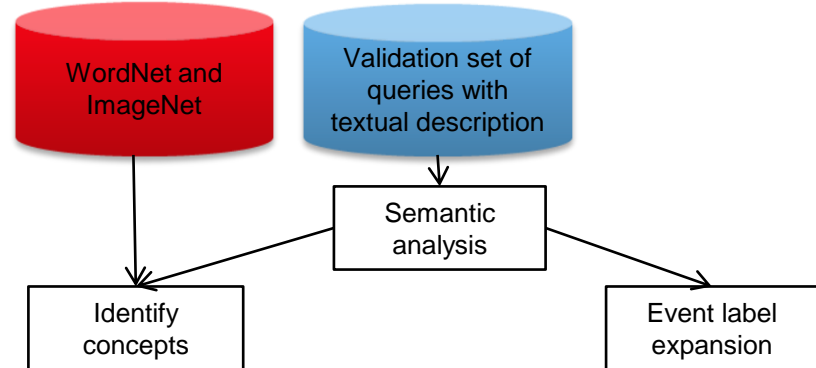 WordNet and
ImageNet
Validation set of
queries with
textual description
Semantic
analysis
Identify
concepts
Event label
expansion